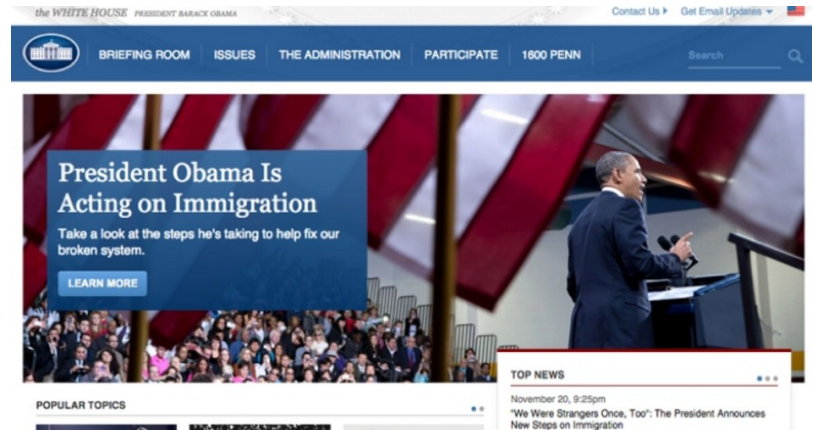 the WHITE HOUSE PRESIDENT BARACK OBAMA
Contact Us
Get Email Updates
BRIEFING ROOM
ISSUES
THE ADMINISTRATION
PARTICIPATE
1600 PENN
Search
President Obama Is
Acting on Immigration
Take a look at the steps he's taking to help fix our
broken system.
LEARN MORE
POPULAR TOPICS
TOP NEWS
November 20, 9:25pm
"We Were Strangers Once, Too": The President Announces
New Steps on Immigration